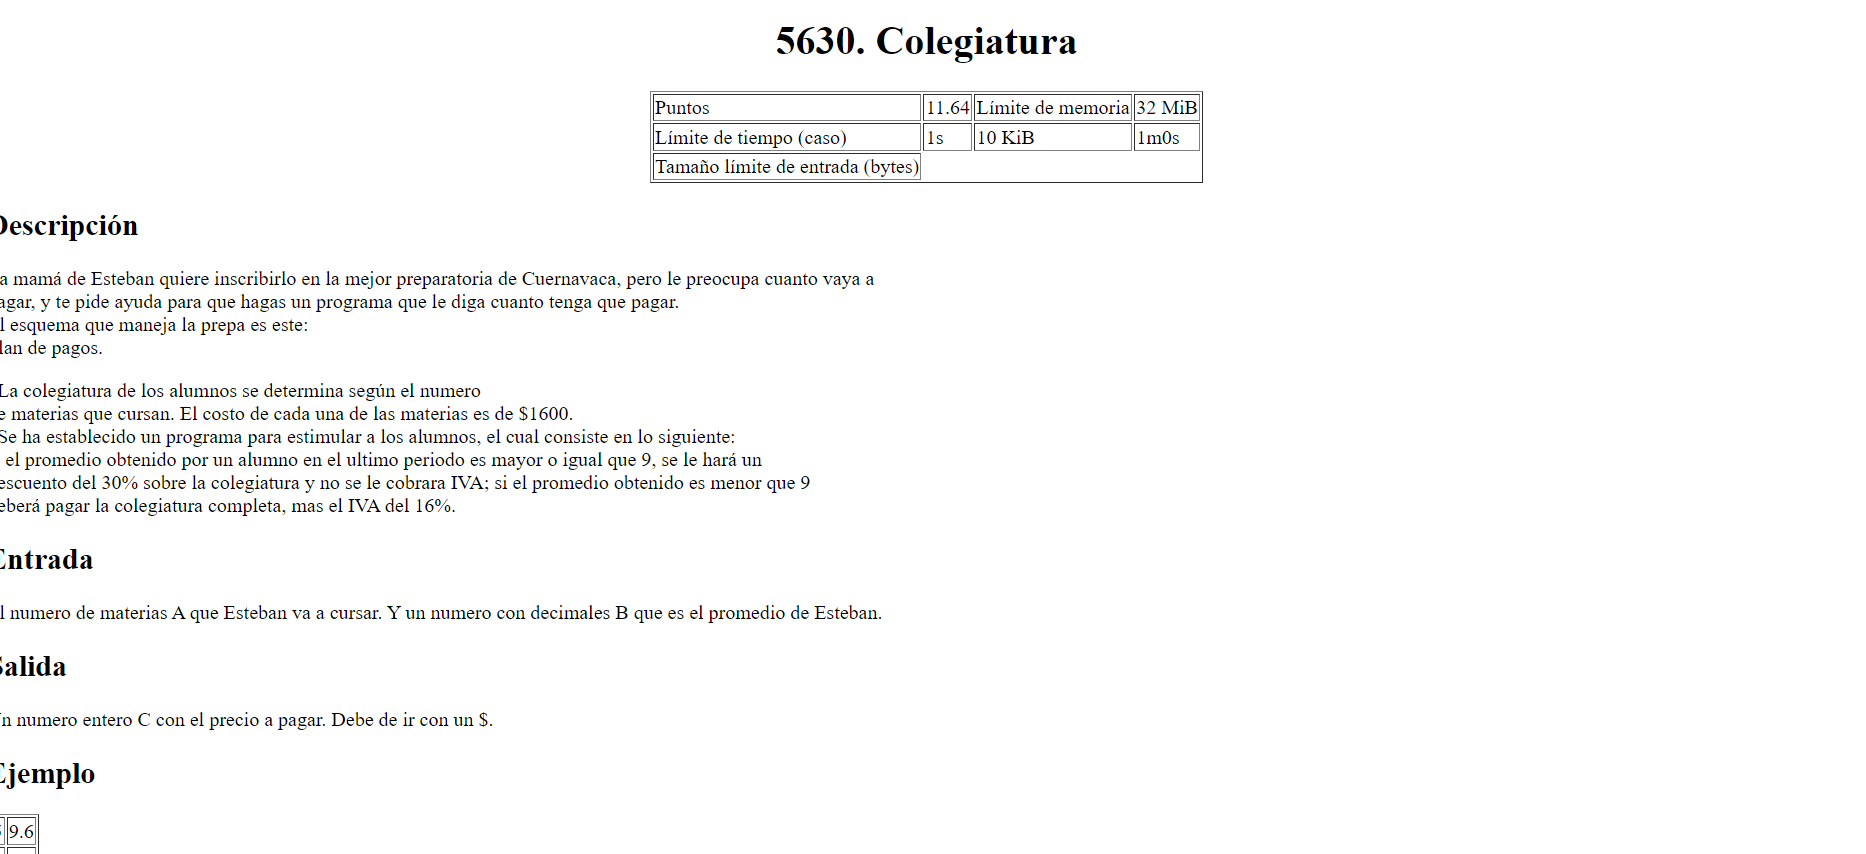 5630. Colegiatura
Puntos 11.64 Límite de memoria 32 MiB
Límite de tiempo (caso) 1s 10 KiB 1m0s
Tamaño límite de entrada (bytes)
Descripción
a mamá de Esteban quiere inscribirlo en la mejor preparatoria de Cuernavaca, pero le preocupa cuanto vaya a
agar, y te pide ayuda para que hagas un programa que le diga cuanto tenga que pagar.
l esquema que maneja la prepa es este:
lan de pagos.
La colegiatura de los alumnos se determina según el numero
e materias que cursan. El costo de cada una de las materias es de $1600.
Se ha establecido un programa para estimular a los alumnos, el cual consiste en lo siguiente:
el promedio obtenido por un alumno en el ultimo periodo es mayor o igual que 9, se le hará un
escuento del 30% sobre la colegiatura y no se le cobrara IVA; si el promedio obtenido es menor que 9
eberá pagar la colegiatura completa, mas el IVA del 16%.
Entrada
l numero de materias A que Esteban va a cursar. Y un numero con decimales B que es el promedio de Esteban.
Salida
n numero entero C con el precio a pagar. Debe de ir con un $.
Ejemplo
9.6